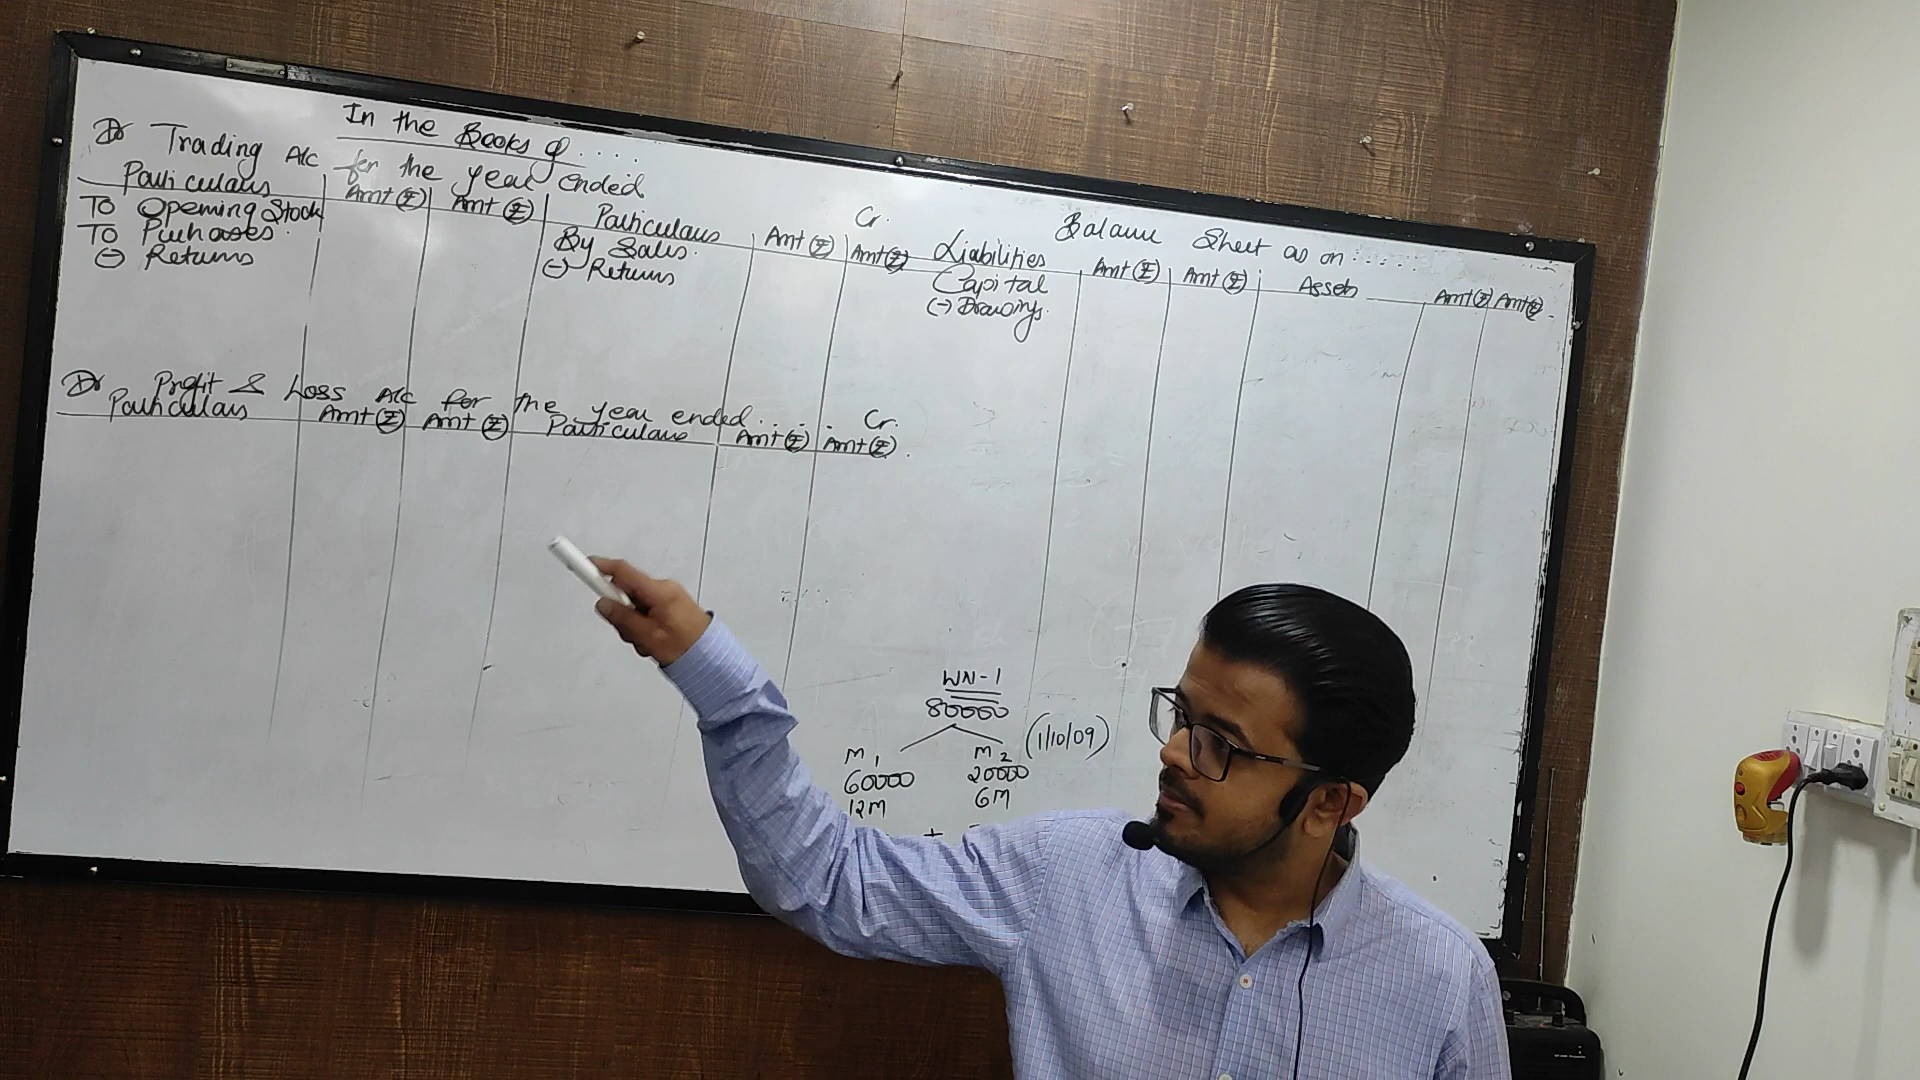 In the Books of ....
Dr Trading A/c for the year ended
Cr.
Particulars Amt (₹) Amt (₹) Particulars Amt (₹) Amt (₹)
To Opening Stock By Sales.
To Purchases. (-) Returns
(-) Returns
Dr Profit & Loss A/c for the year ended..... Cr.
Particulars Amt (₹) Amt (₹) Particulars Amt (₹) Amt (₹)
Balance Sheet as on.....
Liabilities Amt (₹) Amt (₹) Assets Amt (₹) Amt (₹)
Capital
(-) Drawings.
WN-1
80000
M1 M2 (1/10/09)
60000 20000
12M 6M
+